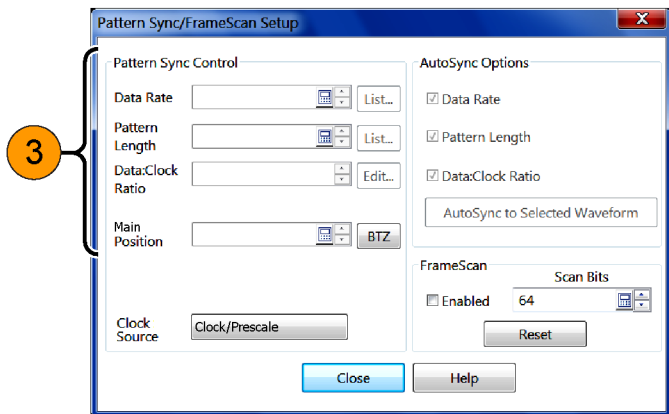 Pattern Sync/FrameScan Setup
X
3
Pattern Sync Control
Data Rate
List...
Pattern
Length
List...
Data:Clock
Ratio
Edit...
Main
Position
BTZ
Clock
Source
Clock/Prescale
AutoSync Options
Data Rate
Pattern Length
Data:Clock Ratio
AutoSync to Selected Waveform
FrameScan
Scan Bits
Enabled
64
Reset
Close
Help